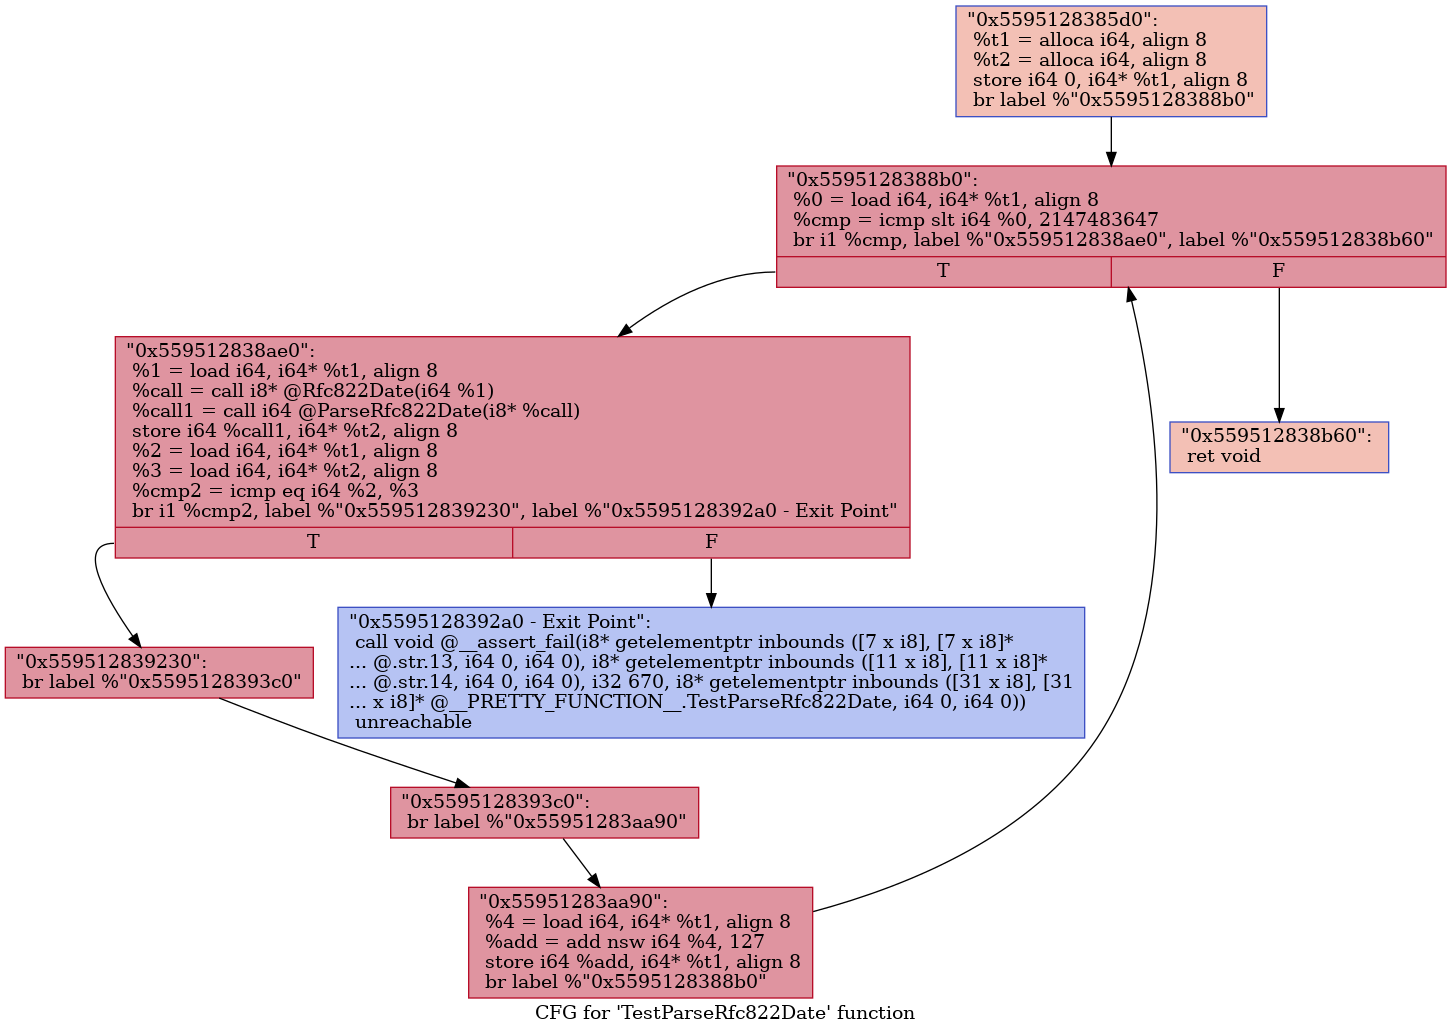 "0x5595128385d0":
%t1 = alloca i64, align 8
%t2 = alloca i64, align 8
store i64 0, i64* %t1, align 8
br label %"0x5595128388b0"
"0x5595128388b0":
%0 = load i64, i64* %t1, align 8
%cmp = icmp slt i64 %0, 2147483647
br i1 %cmp, label %"0x559512838ae0", label %"0x559512838b60"
T
F
"0x559512838ae0":
%1 = load i64, i64* %t1, align 8
%call = call i8* @Rfc822Date(i64 %1)
%call1 = call i64 @ParseRfc822Date(i8* %call)
store i64 %call1, i64* %t2, align 8
%2 = load i64, i64* %t1, align 8
%3 = load i64, i64* %t2, align 8
%cmp2 = icmp eq i64 %2, %3
br i1 %cmp2, label %"0x559512839230", label %"0x5595128392a0 - Exit Point"
T
F
"0x559512838b60":
ret void
"0x5595128392a0 - Exit Point":
call void @__assert_fail(i8* getelementptr inbounds ([7 x i8], [7 x i8]*
... @.str.13, i64 0, i64 0), i8* getelementptr inbounds ([11 x i8], [11 x i8]*
... @.str.14, i64 0, i64 0), i32 670, i8* getelementptr inbounds ([31 x i8], [31
... x i8]* @__PRETTY_FUNCTION__.TestParseRfc822Date, i64 0, i64 0))
unreachable
"0x559512839230":
br label %"0x5595128393c0"
"0x5595128393c0":
br label %"0x55951283aa90"
"0x55951283aa90":
%4 = load i64, i64* %t1, align 8
%add = add nsw i64 %4, 127
store i64 %add, i64* %t1, align 8
br label %"0x5595128388b0"
CFG for 'TestParseRfc822Date' function